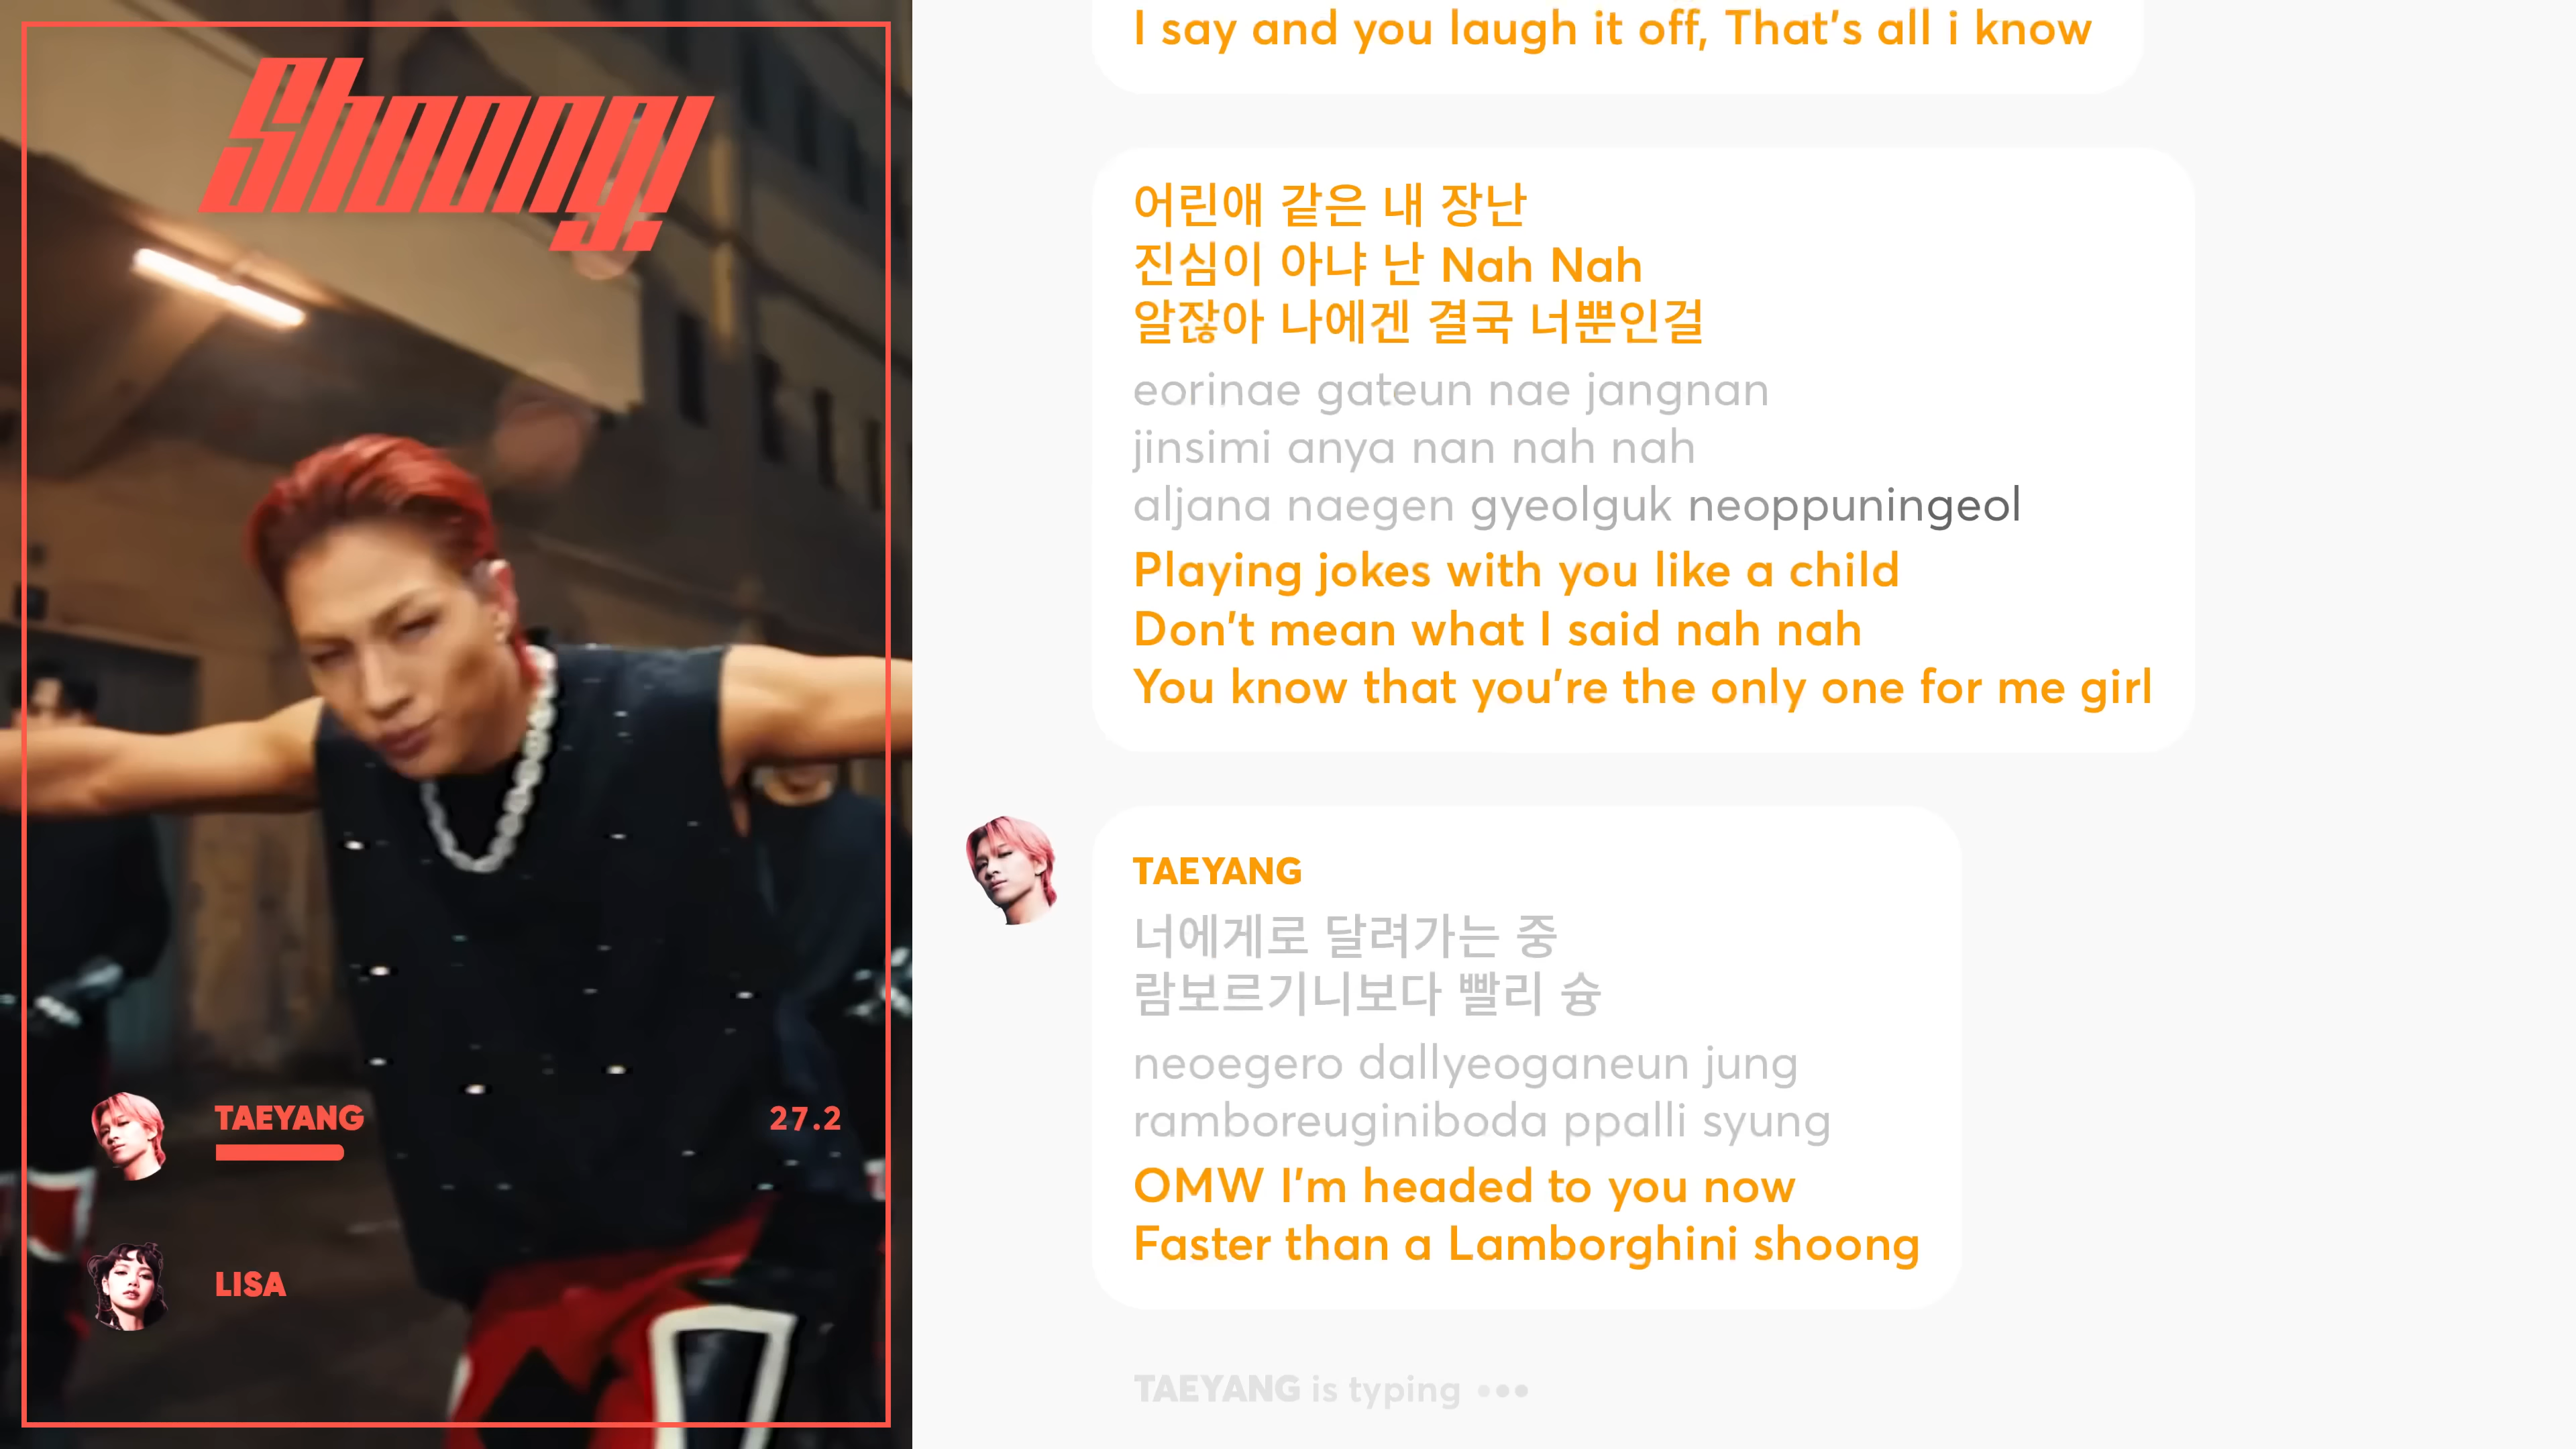 Shoong!
TAEYANG
27.2
LISA
I say and you laugh it off, That's all i know
어린애 같은 내 장난
진심이 아냐 난 Nah Nah
알잖아 나에겐 결국 너뿐인걸
eorinae gateun nae jangnan
jinsimi anya nan nah nah
aljana naegen gyeolguk neoppuningeol
Playing jokes with you like a child
Don't mean what I said nah nah
You know that you're the only one for me girl
TAEYANG
너에게로 달려가는 중
람보르기니보다 빨리 슝
neoegero dallyeoganeun jung
ramboreuginiboda ppalli syung
OMW I'm headed to you now
Faster than a Lamborghini shoong
TAEYANG is typing •••